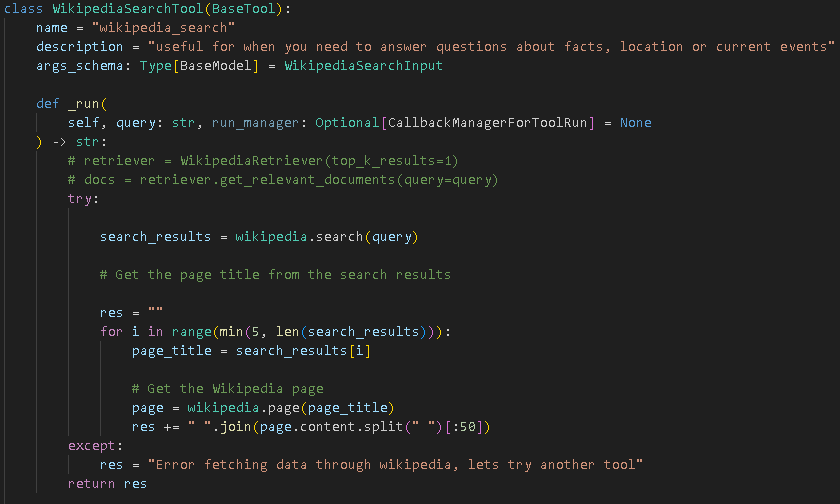 class WikipediaSearchTool(BaseTool):
    name = "wikipedia_search"
    description = "useful for when you need to answer questions about facts, location or current events"
    args_schema: Type[BaseModel] = WikipediaSearchInput

    def _run(
        self, query: str, run_manager: Optional[CallbackManagerForToolRun] = None
    ) -> str:
        # retriever = WikipediaRetriever(top_k_results=1)
        # docs = retriever.get_relevant_documents(query=query)
        try:

            search_results = wikipedia.search(query)

            # Get the page title from the search results

            res = ""
            for i in range(min(5, len(search_results))):
                page_title = search_results[i]

                # Get the Wikipedia page
                page = wikipedia.page(page_title)
                res += " ".join(page.content.split(" ")[:50])
        except:
            res = "Error fetching data through wikipedia, lets try another tool"
        return res